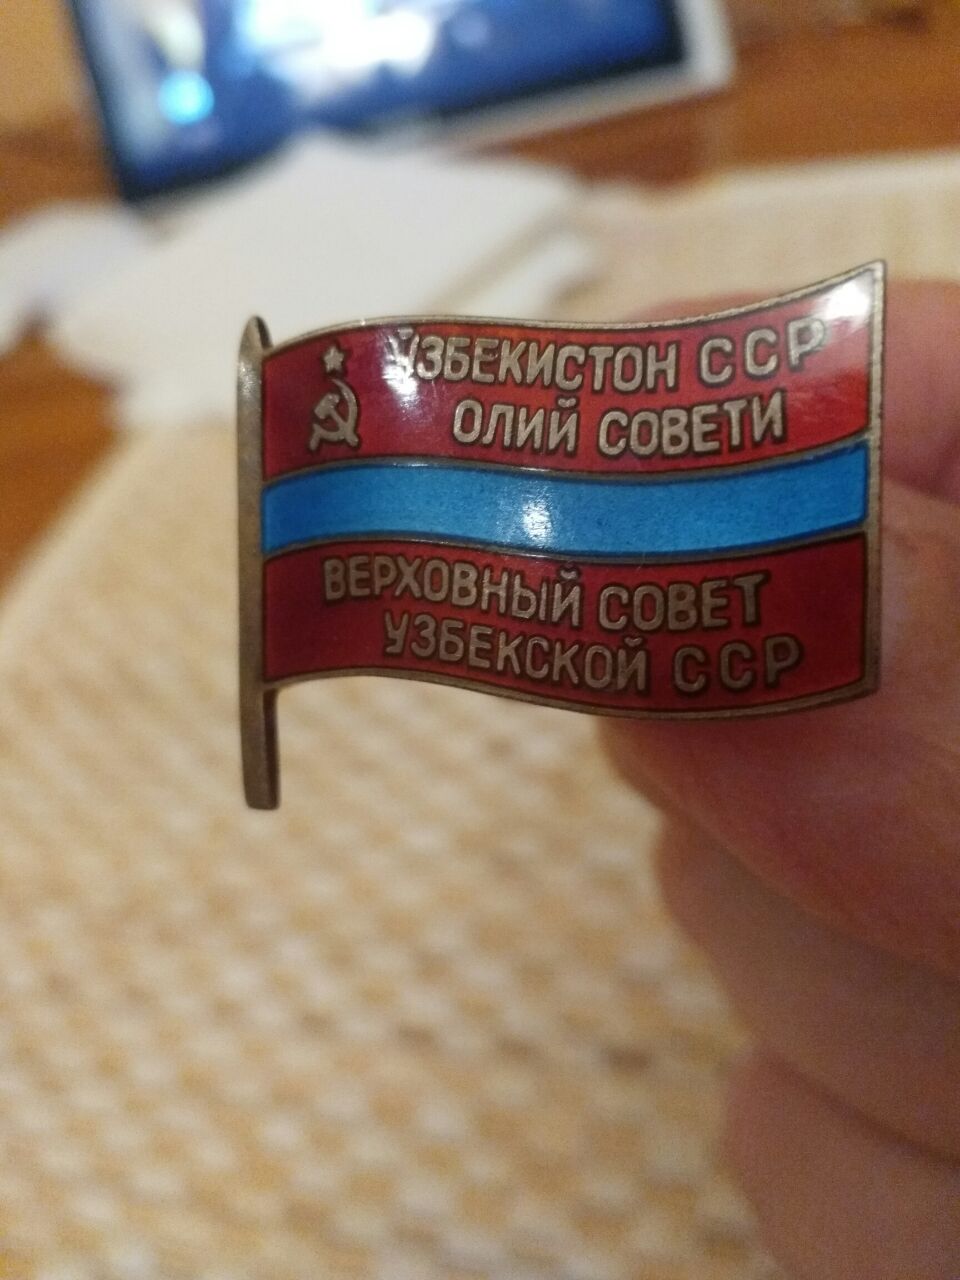 ЎЗБЕКИСТОН ССР
ОЛИЙ СОВЕТИ
ВЕРХОВНЫЙ СОВЕТ
УЗБЕКСКОЙ ССР